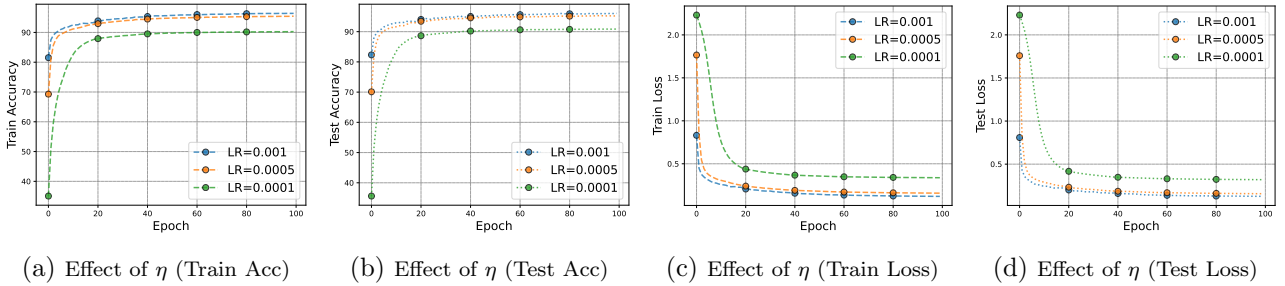 90
80
70
60
50
40
0
20
40
60
80
100
Train Accuracy
Epoch
LR=0.001
LR=0.0005
LR=0.0001
(a) Effect of η (Train Acc)
90
80
70
60
50
40
0
20
40
60
80
100
Test Accuracy
Epoch
LR=0.001
LR=0.0005
LR=0.0001
(b) Effect of η (Test Acc)
2.0
1.5
1.0
0.5
0
20
40
60
80
100
Train Loss
Epoch
LR=0.001
LR=0.0005
LR=0.0001
(c) Effect of η (Train Loss)
2.0
1.5
1.0
0.5
0
20
40
60
80
100
Test Loss
Epoch
LR=0.001
LR=0.0005
LR=0.0001
(d) Effect of η (Test Loss)